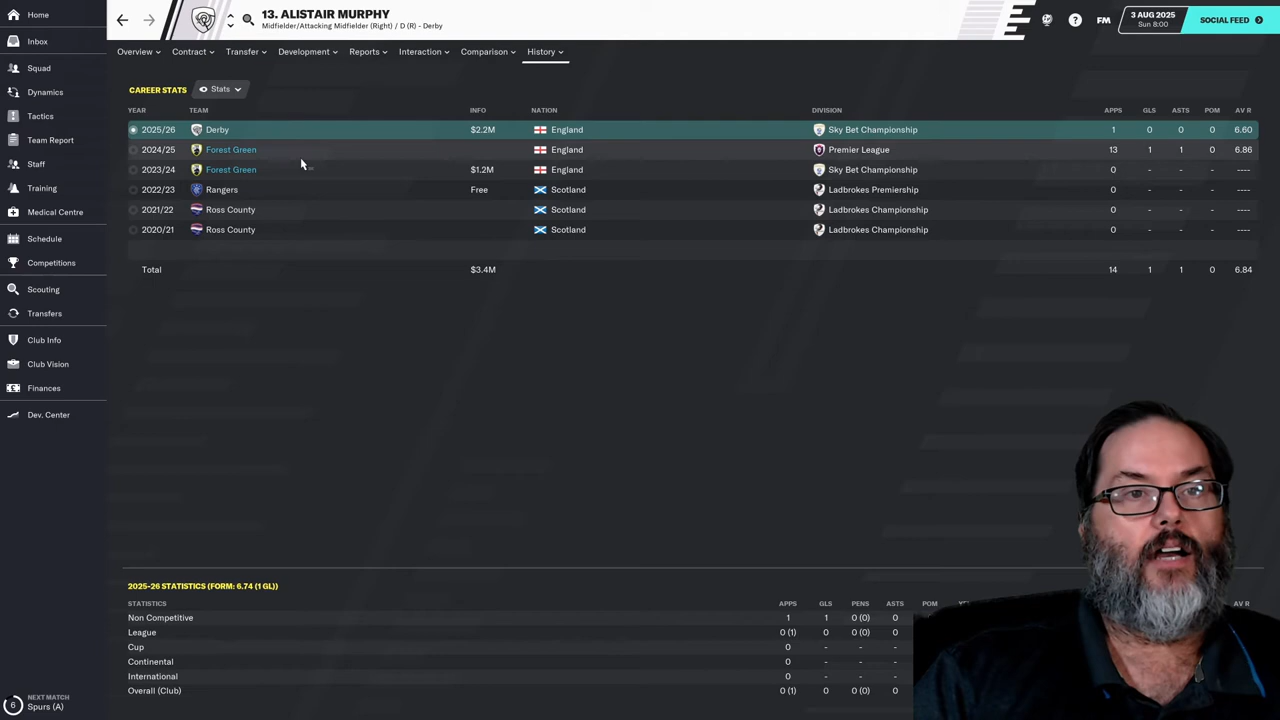 Home
Inbox
Squad
Dynamics
Tactics
Team Report
Staff
Training
Medical Centre
Schedule
Competitions
Scouting
Transfers
Club Info
Club Vision
Finances
Dev. Center
6
NEXT MATCH
Spurs (A)
13. ALISTAIR MURPHY
Midfielder/Attacking Midfielder (Right) / D (R) - Derby
FM
3 AUG 2025
Sun 8:00
SOCIAL FEED
Overview Contract Transfer Development Reports Interaction Comparison History
CAREER STATS Stats
YEAR TEAM INFO NATION DIVISION APPS GLS ASTS POM AV R
2025/26 Derby $2.2M England Sky Bet Championship 1 0 0 0 6.60
2024/25 Forest Green England Premier League 13 1 1 0 6.86
2023/24 Forest Green $1.2M England Sky Bet Championship 0 - - - ----
2022/23 Rangers Free Scotland Ladbrokes Premiership 0 - - - ----
2021/22 Ross County Scotland Ladbrokes Championship 0 - - - ----
2020/21 Ross County Scotland Ladbrokes Championship 0 - - - ----
Total $3.4M 14 1 1 0 6.84
2025-26 STATISTICS (FORM: 6.74 (1 GL))
STATISTICS APPS GLS PENS ASTS POM AV R
Non Competitive 1 1 0 (0) 0
League 0 (1) 0 0 (0) 0
Cup 0 - - -
Continental 0 - - -
International 0 - - -
Overall (Club) 0 (1) 0 0 (0) 0